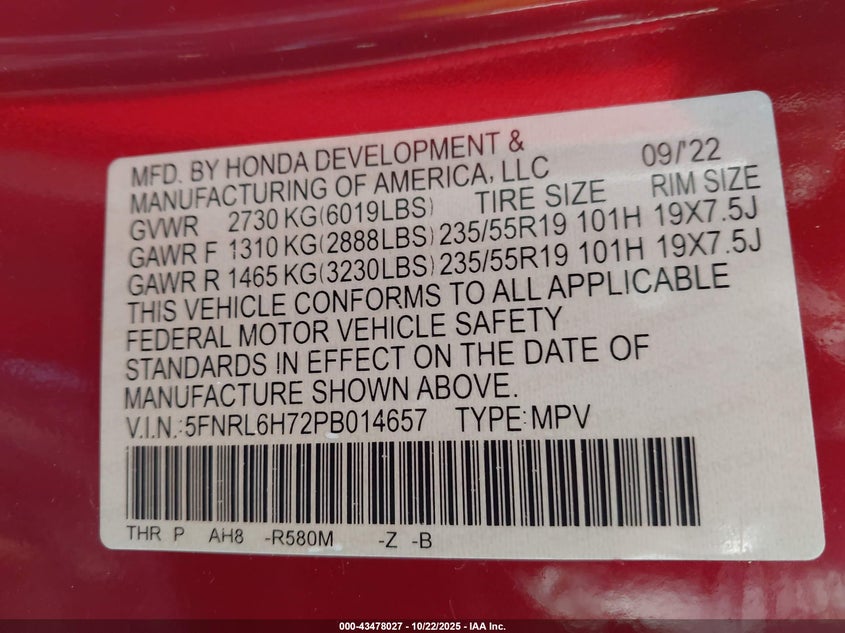 MFD. BY HONDA DEVELOPMENT & 09/'22
MANUFACTURING OF AMERICA, LLC
GVWR 2730 KG(6019LBS) TIRE SIZE RIM SIZE
GAWR F 1310 KG(2888LBS) 235/55R19 101H 19X7.5J
GAWR R 1465 KG(3230LBS) 235/55R19 101H 19X7.5J
THIS VEHICLE CONFORMS TO ALL APPLICABLE
FEDERAL MOTOR VEHICLE SAFETY
STANDARDS IN EFFECT ON THE DATE OF
MANUFACTURE SHOWN ABOVE.
V.I.N.:5FNRL6H72PB014657 TYPE:MPV
THR P AH8 -R580M -Z -B
000-43478027 - 10/22/2025 - IAA Inc.